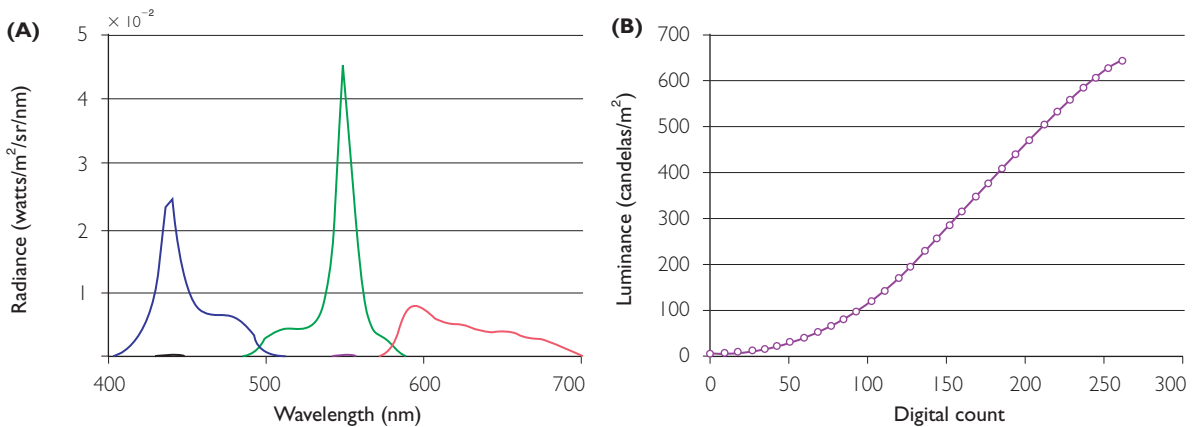 (A)
× 10⁻²
5
4
3
2
1
400 500 600 700
Radiance (watts/m²/sr/nm)
Wavelength (nm)
(B)
700
600
500
400
300
200
100
0
0 50 100 150 200 250 300
Luminance (candelas/m²)
Digital count